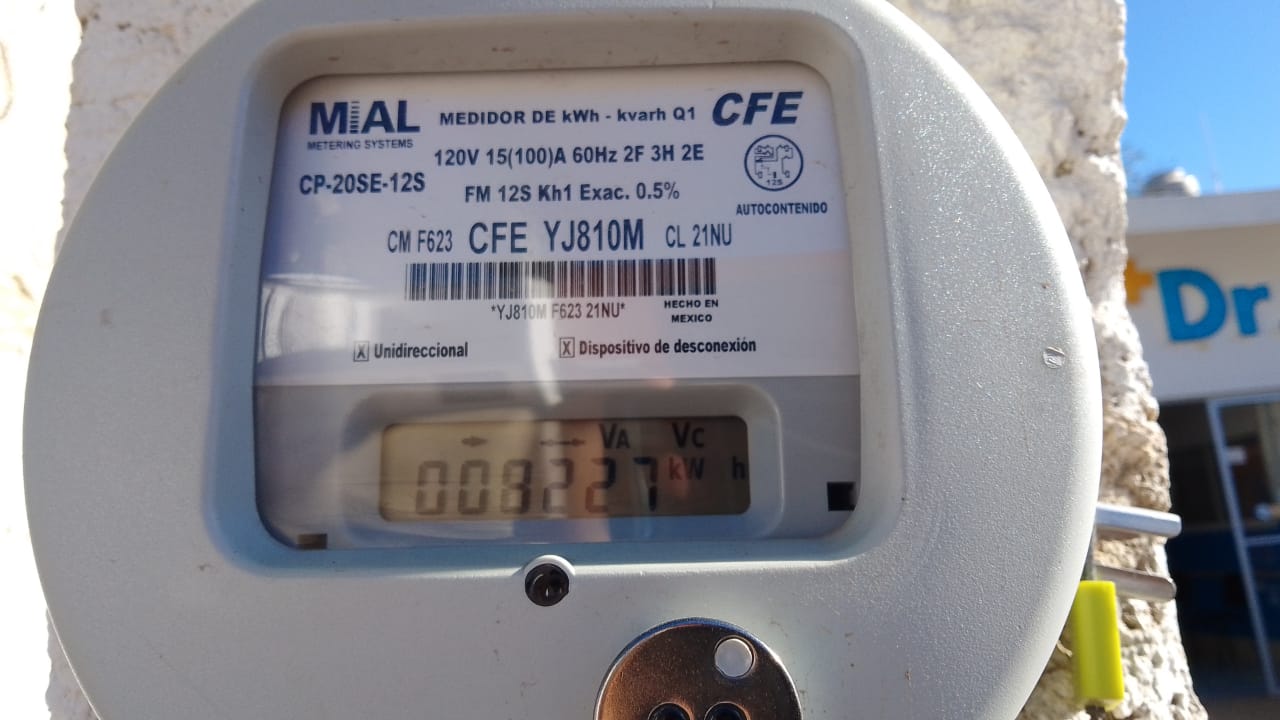 MIAL
METERING SYSTEMS
MEDIDOR DE kWh - kvarh Q1
CFE
120V 15(100)A 60Hz 2F 3H 2E
CP-20SE-12S
FM 12S Kh1 Exac. 0.5%
12S
AUTOCONTENIDO
CM F623 CFE YJ810M CL 21NU
*YJ810M F623 21NU*
HECHO EN
MEXICO
X Unidireccional
X Dispositivo de desconexión
VA VC
008227 kW h
Dr